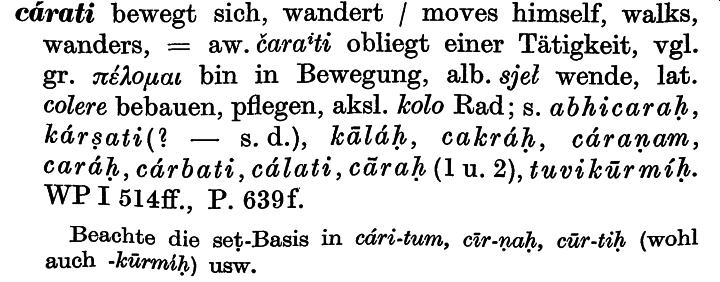 cárati bewegt sich, wandert / moves himself, walks,
wanders, = aw. čaraⁱti obliegt einer Tätigkeit, vgl.
gr. πέλομαι bin in Bewegung, alb. sjeł wende, lat.
colere bebauen, pflegen, aksl. kolo Rad; s. abhicaraḥ,
kárṣati(? — s. d.), kāláḥ, cakráḥ, cáraṇam,
caráḥ, cárbati, cálati, cāraḥ (1 u. 2), tuvikūrmíḥ.
WP I 514ff., P. 639f.
Beachte die seṭ-Basis in cári-tum, cīr-ṇaḥ, cūr-tiḥ (wohl
auch -kūrmíḥ) usw.